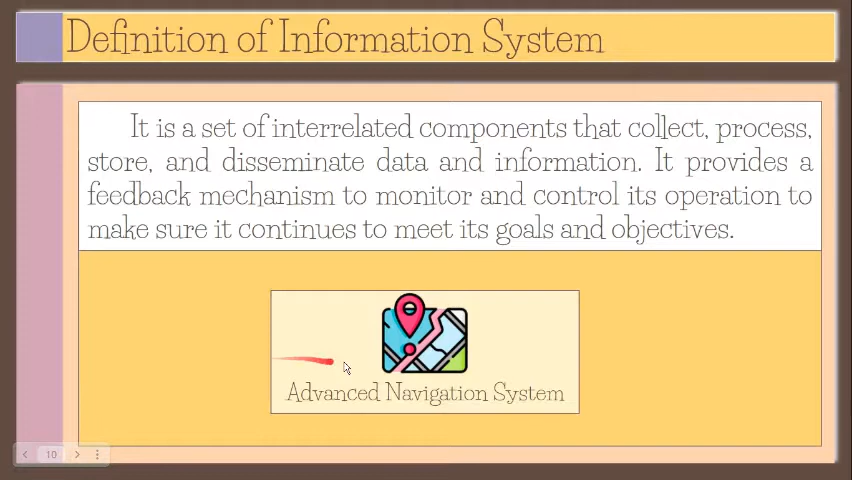 Definition of Information System
It is a set of interrelated components that collect, process,
store, and disseminate data and information. It provides a
feedback mechanism to monitor and control its operation to
make sure it continues to meet its goals and objectives.
Advanced Navigation System
10